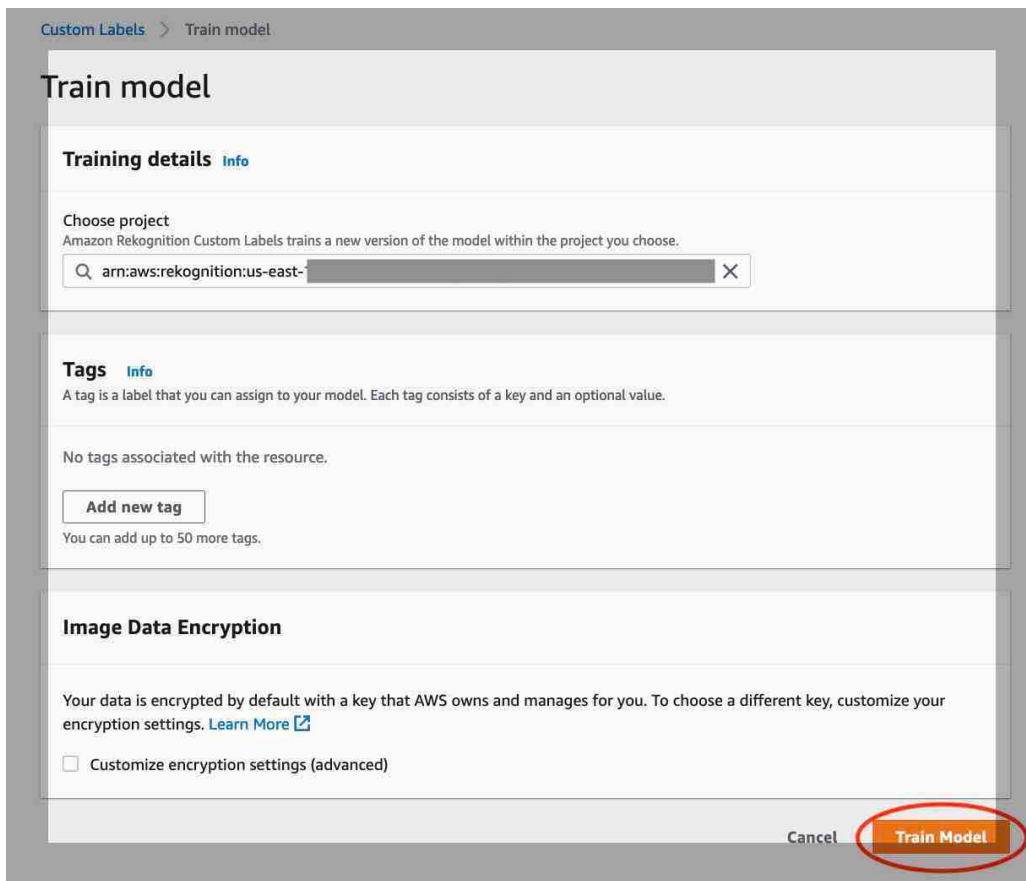 Custom Labels > Train model
Train model
Training details Info
Choose project
Amazon Rekognition Custom Labels trains a new version of the model within the project you choose.
arn:aws:rekognition:us-east-
Tags Info
A tag is a label that you can assign to your model. Each tag consists of a key and an optional value.
No tags associated with the resource.
Add new tag
You can add up to 50 more tags.
Image Data Encryption
Your data is encrypted by default with a key that AWS owns and manages for you. To choose a different key, customize your
encryption settings. Learn More
Customize encryption settings (advanced)
Cancel Train Model